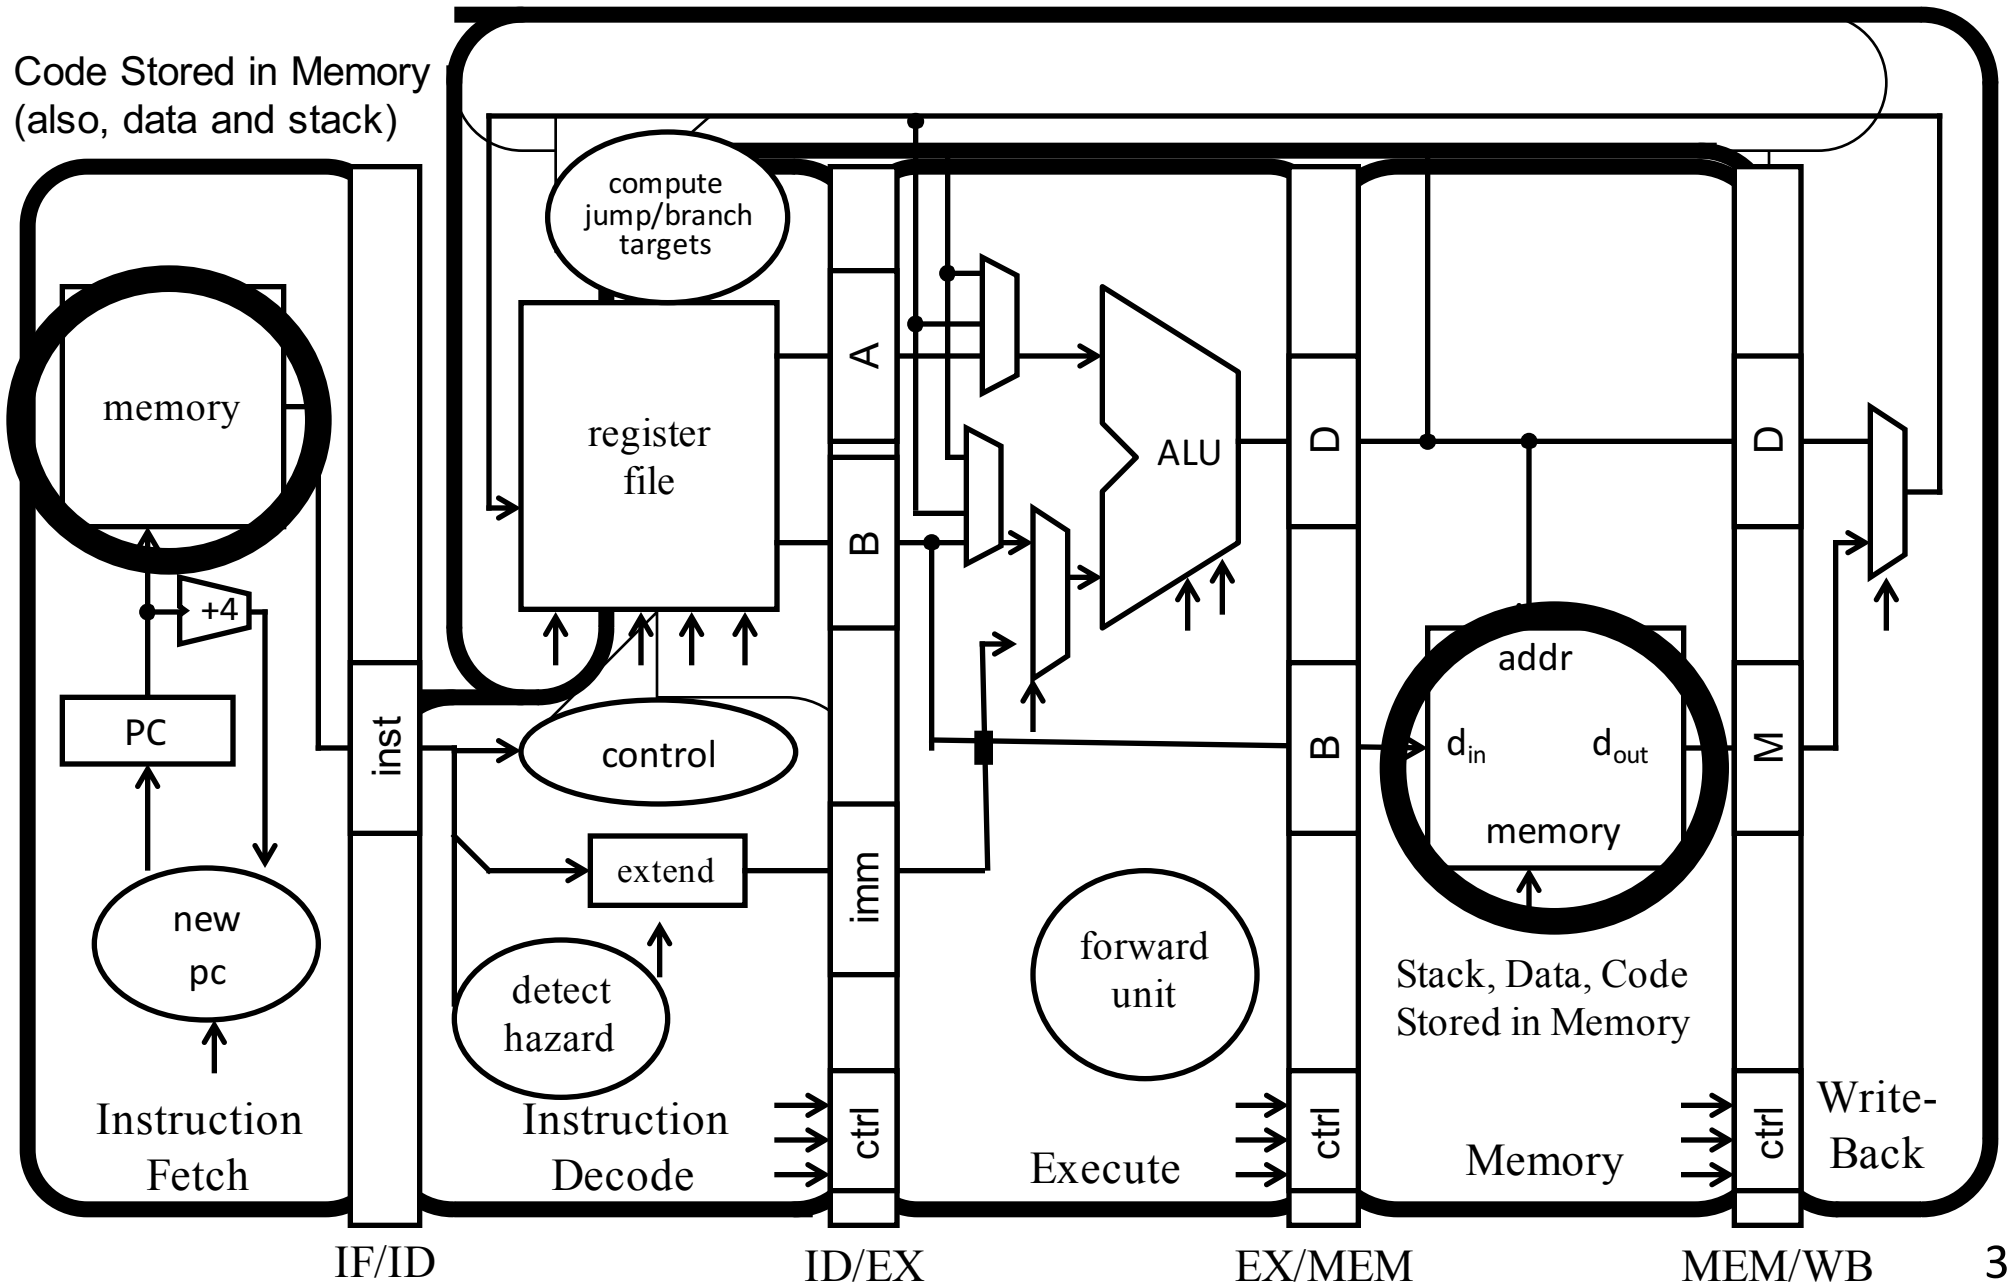 Code Stored in Memory
(also, data and stack)
compute
jump/branch
targets
memory
register
file
A
B
ALU
D
D
+4
PC
inst
control
addr
din
dout
memory
B
M
extend
imm
new
pc
detect
hazard
forward
unit
Stack, Data, Code
Stored in Memory
Instruction
Fetch
Instruction
Decode
ctrl
Execute
ctrl
Memory
ctrl
Write-
Back
IF/ID
ID/EX
EX/MEM
MEM/WB
3